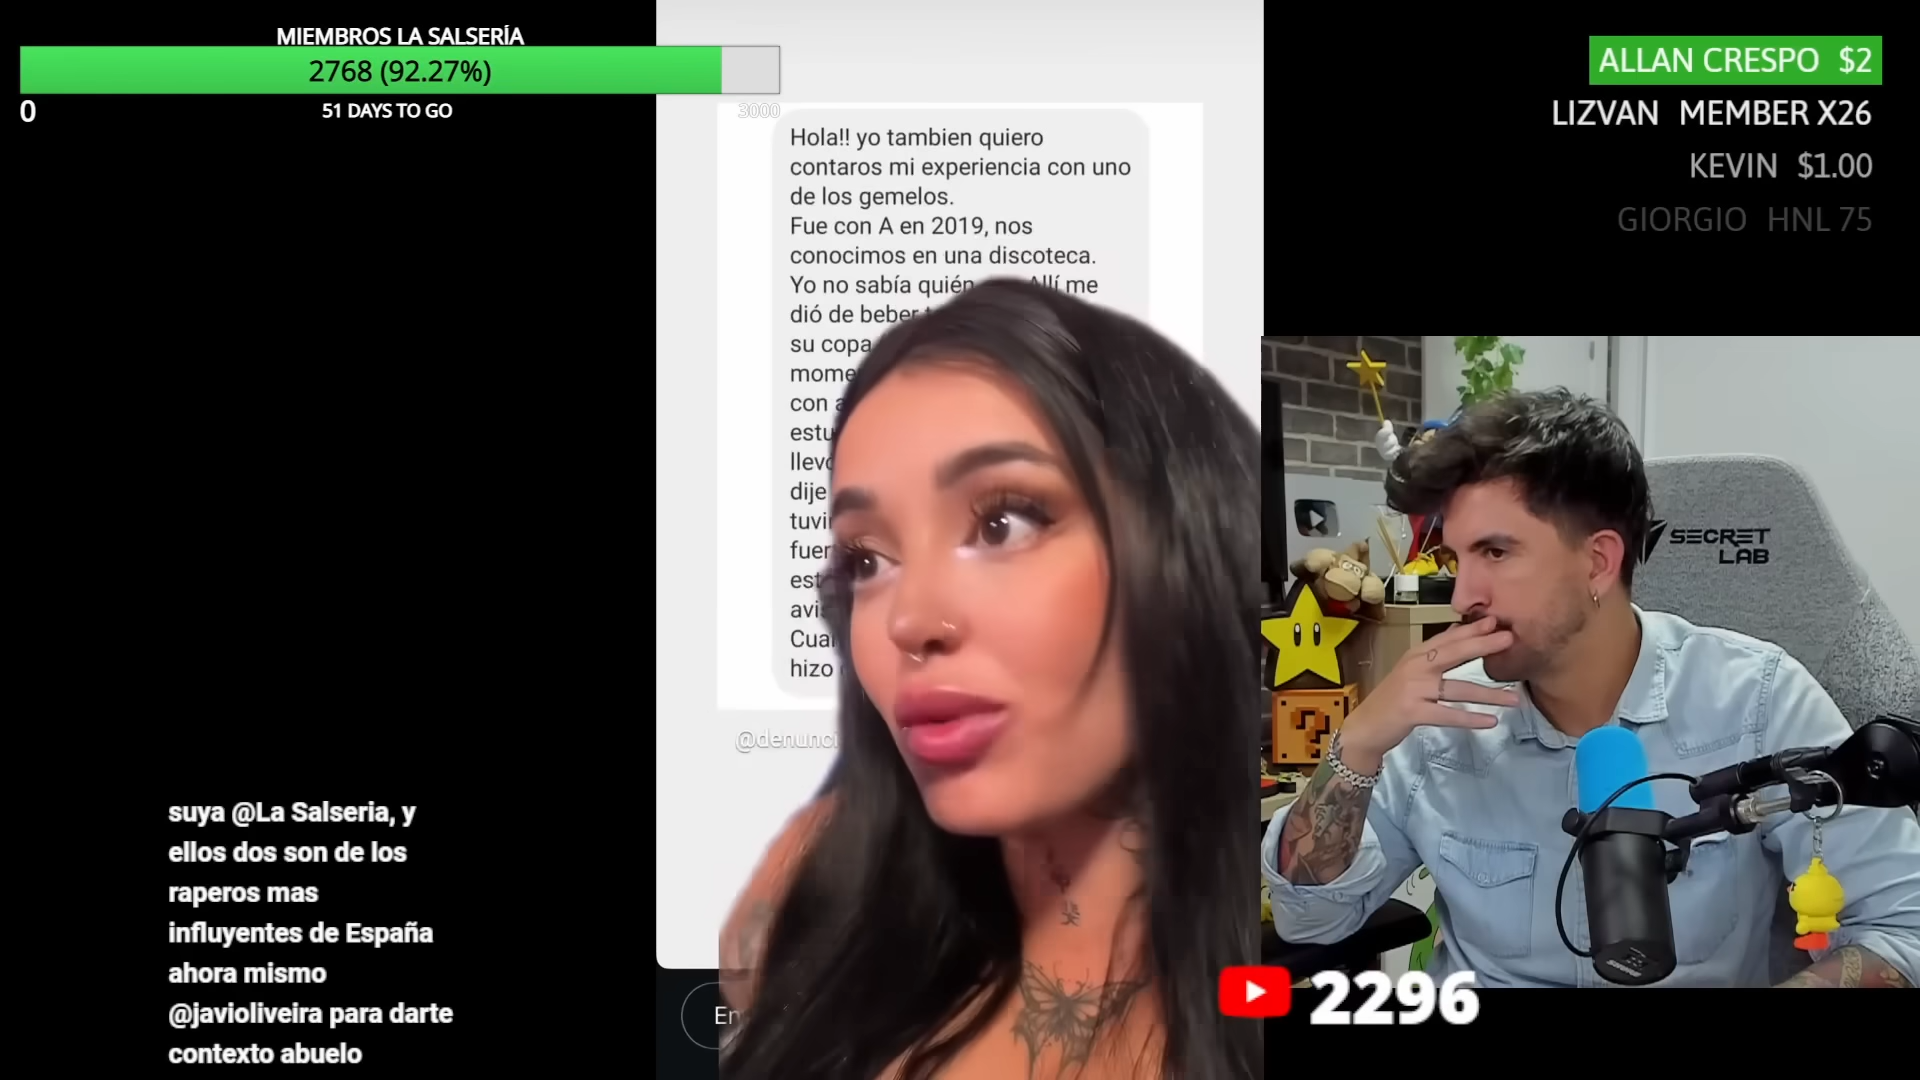 MIEMBROS LA SALSERÍA
2768 (92.27%)
0
51 DAYS TO GO
3000
ALLAN CRESPO $2
LIZVAN MEMBER X26
KEVIN $1.00
GIORGIO HNL 75
Hola!! yo tambien quiero
contaros mi experiencia con uno
de los gemelos.
Fue con A en 2019, nos
conocimos en una discoteca.
Yo no sabía quién Allí me
dió de beber
su copa
con
dije
hizo
SECRET
LAB
suya @La Salseria, y
ellos dos son de los
raperos mas
influyentes de España
ahora mismo
@javioliveira para darte
contexto abuelo
2296